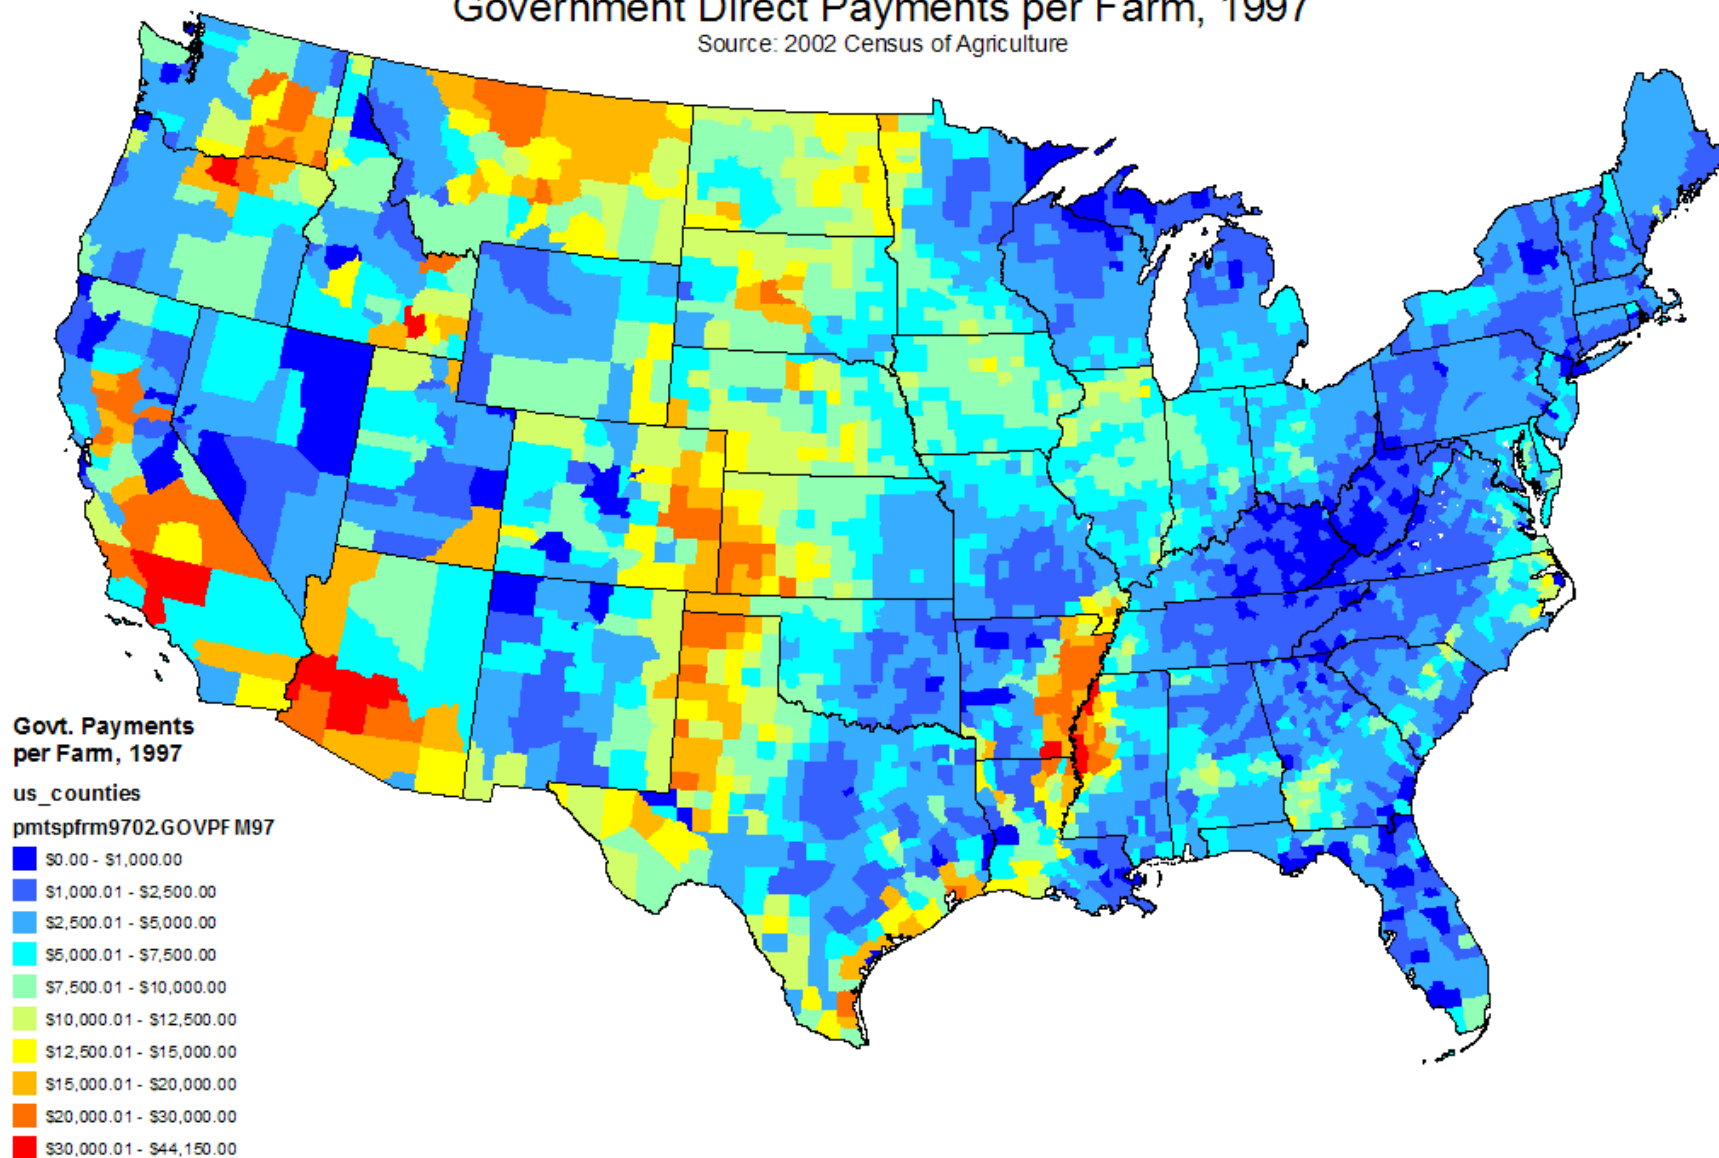 Government Direct Payments per Farm, 1997
Source: 2002 Census of Agriculture
Govt. Payments
per Farm, 1997
us_counties
pmtspfrm9702.GOVPFM97
$0.00 - $1,000.00
$1,000.01 - $2,500.00
$2,500.01 - $5,000.00
$5,000.01 - $7,500.00
$7,500.01 - $10,000.00
$10,000.01 - $12,500.00
$12,500.01 - $15,000.00
$15,000.01 - $20,000.00
$20,000.01 - $30,000.00
$30,000.01 - $44,150.00